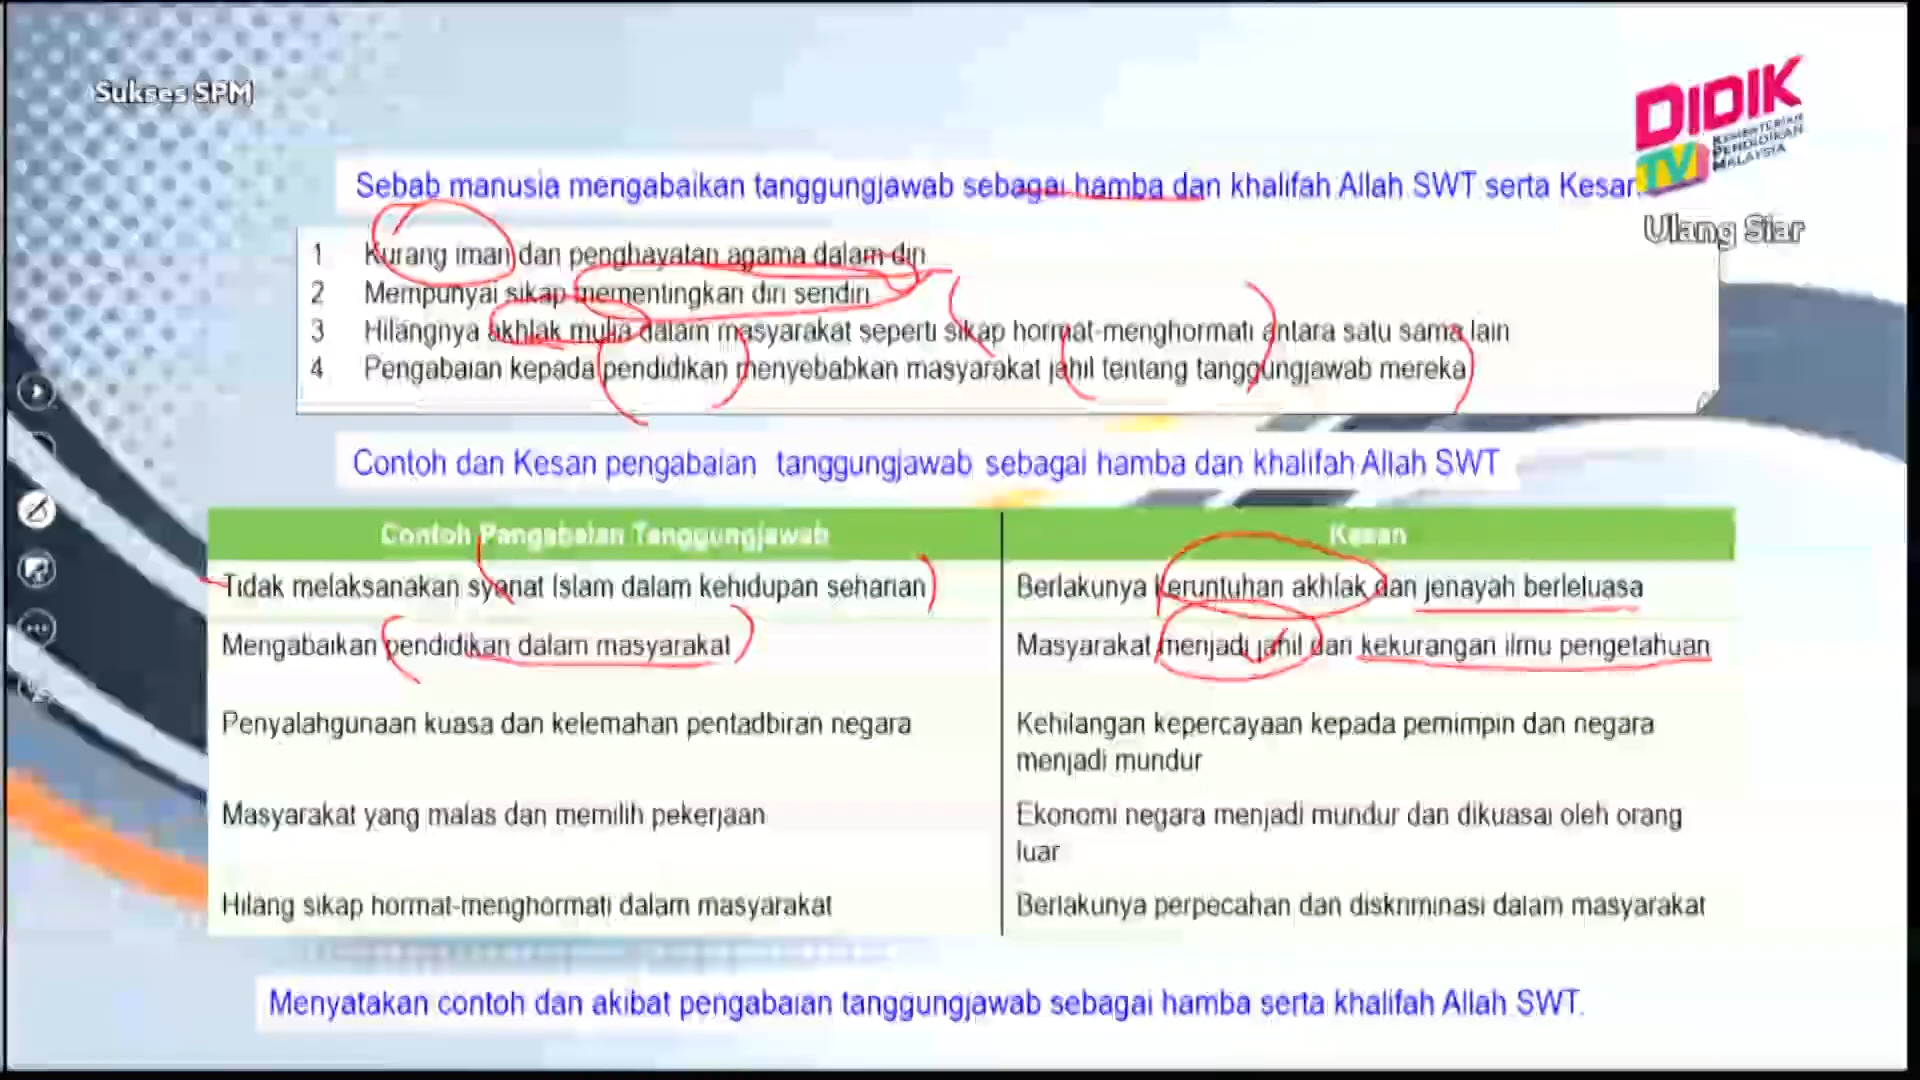 Sukses SPM
DIDIK
TV
KEMENTERIAN
PENDIDIKAN
MALAYSIA
Ulang Siar
Sebab manusia mengabaikan tanggungjawab sebagai hamba dan khalifah Allah SWT serta Kesan
1 Kurang iman dan penghayatan agama dalam diri
2 Mempunyai sikap mementingkan diri sendiri
3 Hilangnya akhlak mulia dalam masyarakat seperti sikap hormat-menghormati antara satu sama lain
4 Pengabaian kepada pendidikan menyebabkan masyarakat jahil tentang tanggungjawab mereka
Contoh dan Kesan pengabaian tanggungjawab sebagai hamba dan khalifah Allah SWT
Contoh Pengabaian Tanggungjawab Kesan
Tidak melaksanakan syariat Islam dalam kehidupan seharian Berlakunya keruntuhan akhlak dan jenayah berleluasa
Mengabaikan pendidikan dalam masyarakat Masyarakat menjadi jahil dan kekurangan ilmu pengetahuan
Penyalahgunaan kuasa dan kelemahan pentadbiran negara Kehilangan kepercayaan kepada pemimpin dan negara
menjadi mundur
Masyarakat yang malas dan memilih pekerjaan Ekonomi negara menjadi mundur dan dikuasai oleh orang
luar
Hilang sikap hormat-menghormati dalam masyarakat Berlakunya perpecahan dan diskriminasi dalam masyarakat
Menyatakan contoh dan akibat pengabaian tanggungjawab sebagai hamba serta khalifah Allah SWT.